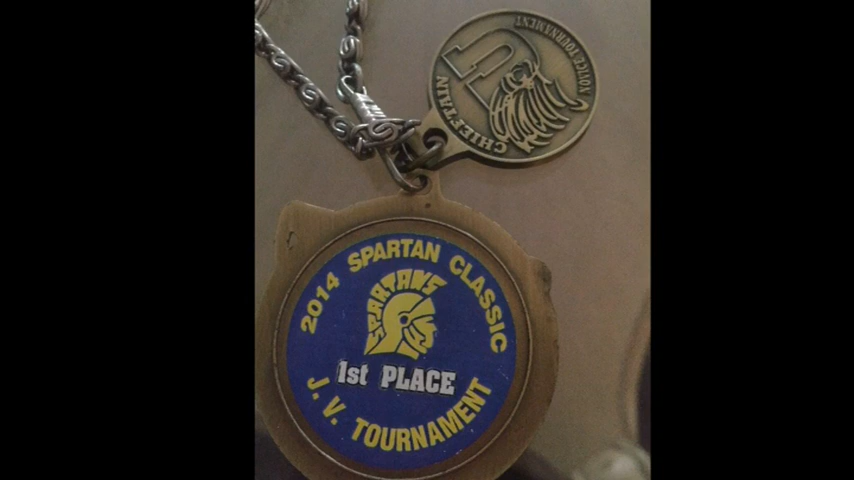 NOVICE TOURNAMENT
CHIEFTAIN
2014 SPARTAN CLASSIC
SPARTANS
1st PLACE
J. V. TOURNAMENT